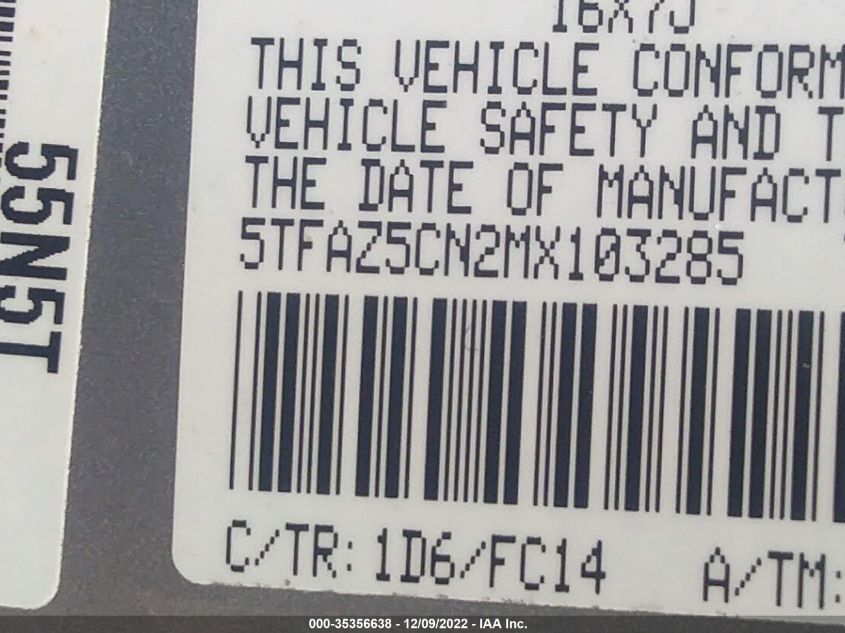 16X7J
THIS VEHICLE CONFORM
VEHICLE SAFETY AND T
THE DATE OF MANUFACT
5TFAZ5CN2MX103285
C/TR: 1D6/FC14
A/TM:
55N5T
000-35356638 - 12/09/2022 - IAA Inc.